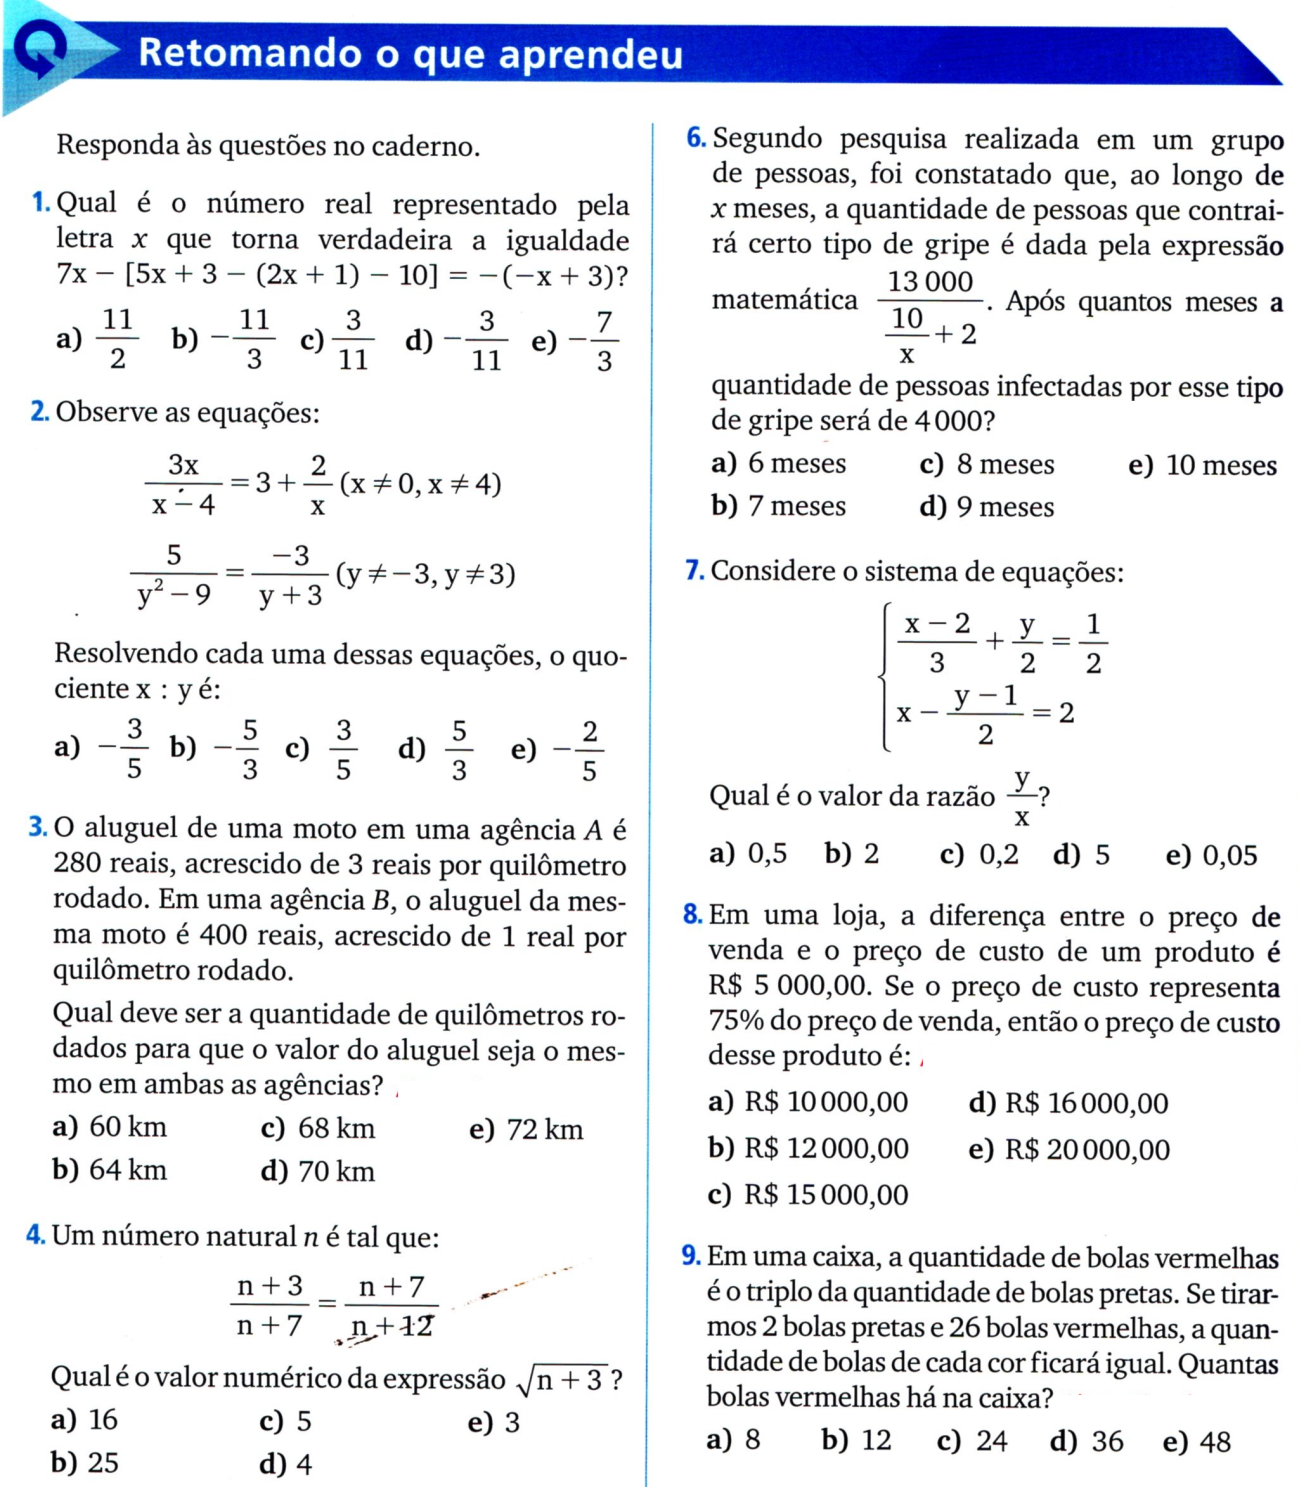 Retomando o que aprendeu
Responda às questões no caderno.
1. Qual é o número real representado pela
letra x que torna verdadeira a igualdade
7x − [5x + 3 − (2x + 1) − 10] = −(−x + 3)?
a) 11/2 b) −11/3 c) 3/11 d) −3/11 e) −7/3
2. Observe as equações:
3x/(x − 4) = 3 + 2/x (x ≠ 0, x ≠ 4)
5/(y² − 9) = −3/(y + 3) (y ≠ −3, y ≠ 3)
Resolvendo cada uma dessas equações, o quo-
ciente x : y é:
a) −3/5 b) −5/3 c) 3/5 d) 5/3 e) −2/5
3. O aluguel de uma moto em uma agência A é
280 reais, acrescido de 3 reais por quilômetro
rodado. Em uma agência B, o aluguel da mes-
ma moto é 400 reais, acrescido de 1 real por
quilômetro rodado.
Qual deve ser a quantidade de quilômetros ro-
dados para que o valor do aluguel seja o mes-
mo em ambas as agências?
a) 60 km c) 68 km e) 72 km
b) 64 km d) 70 km
4. Um número natural n é tal que:
(n + 3)/(n + 7) = (n + 7)/(n + 12)
Qual é o valor numérico da expressão √(n + 3) ?
a) 16 c) 5 e) 3
b) 25 d) 4
6. Segundo pesquisa realizada em um grupo
de pessoas, foi constatado que, ao longo de
x meses, a quantidade de pessoas que contrai-
rá certo tipo de gripe é dada pela expressão
matemática 13 000/(10/x + 2). Após quantos meses a
quantidade de pessoas infectadas por esse tipo
de gripe será de 4 000?
a) 6 meses c) 8 meses e) 10 meses
b) 7 meses d) 9 meses
7. Considere o sistema de equações:
(x − 2)/3 + y/2 = 1/2
x − (y − 1)/2 = 2
Qual é o valor da razão y/x?
a) 0,5 b) 2 c) 0,2 d) 5 e) 0,05
8. Em uma loja, a diferença entre o preço de
venda e o preço de custo de um produto é
R$ 5 000,00. Se o preço de custo representa
75% do preço de venda, então o preço de custo
desse produto é:
a) R$ 10 000,00 d) R$ 16 000,00
b) R$ 12 000,00 e) R$ 20 000,00
c) R$ 15 000,00
9. Em uma caixa, a quantidade de bolas vermelhas
é o triplo da quantidade de bolas pretas. Se tirar-
mos 2 bolas pretas e 26 bolas vermelhas, a quan-
tidade de bolas de cada cor ficará igual. Quantas
bolas vermelhas há na caixa?
a) 8 b) 12 c) 24 d) 36 e) 48